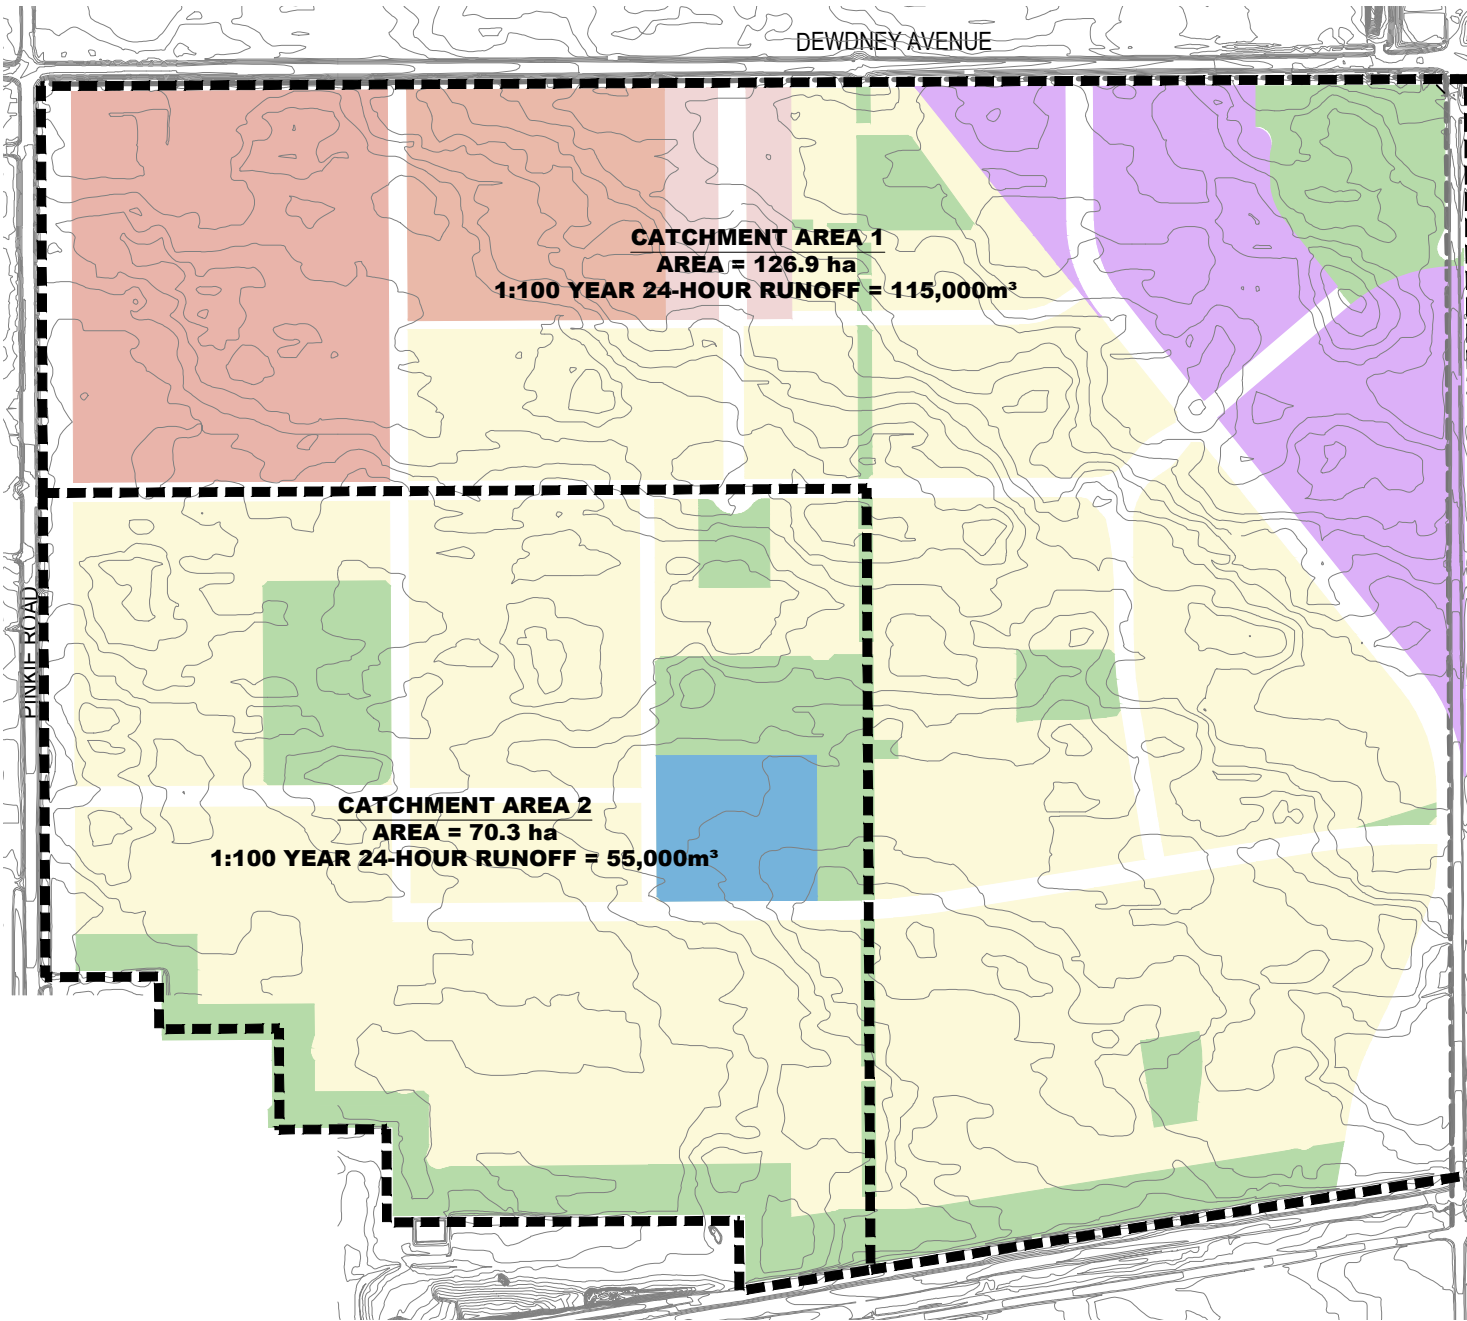 DEWDNEY AVENUE
CATCHMENT AREA 1
AREA = 126.9 ha
1:100 YEAR 24-HOUR RUNOFF = 115,000m³
PINKIE ROAD
CATCHMENT AREA 2
AREA = 70.3 ha
1:100 YEAR 24-HOUR RUNOFF = 55,000m³